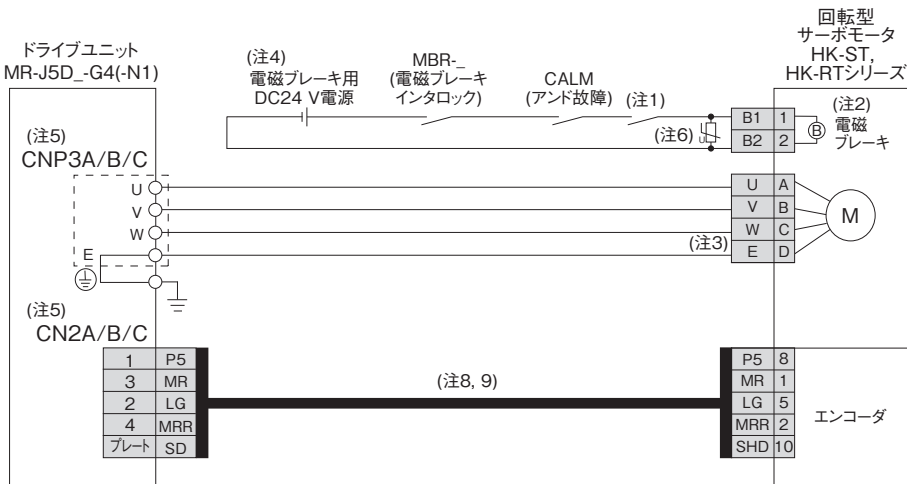 回転型
サーボモータ
HK-ST,
HK-RTシリーズ
ドライブユニット
MR-J5D_-G4(-N1)
(注4)
電磁ブレーキ用
DC24 V電源
MBR-_
(電磁ブレーキ
インタロック)
CALM
(アンド故障)
(注1)
(注6)
U
B1 1
B2 2
B
(注2)
電磁
ブレーキ
(注5)
CNP3A/B/C
U
V
W
E
(注3)
U A
V B
W C
E D
M
(注5)
CN2A/B/C
1 P5
3 MR
2 LG
4 MRR
プレート SD
(注8, 9)
P5 8
MR 1
LG 5
MRR 2
SHD 10
エンコーダ